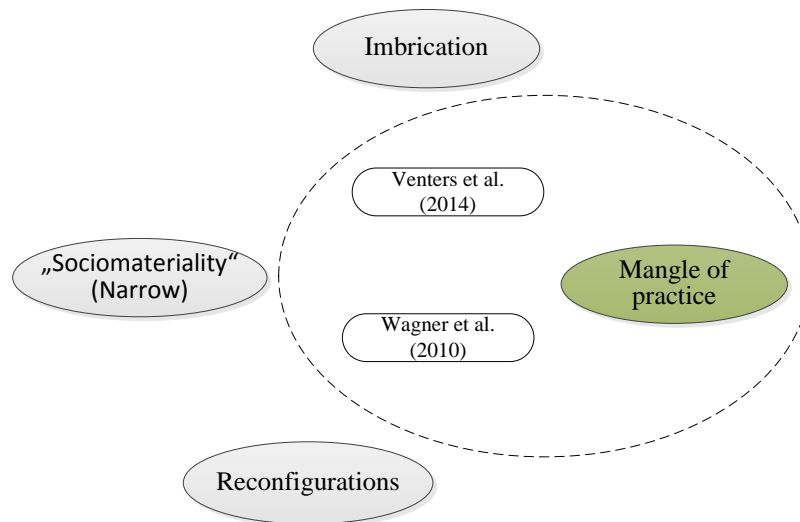 Imbrication
Venters et al.
(2014)
„Sociomateriality“
(Narrow)
Mangle of
practice
Wagner et al.
(2010)
Reconfigurations